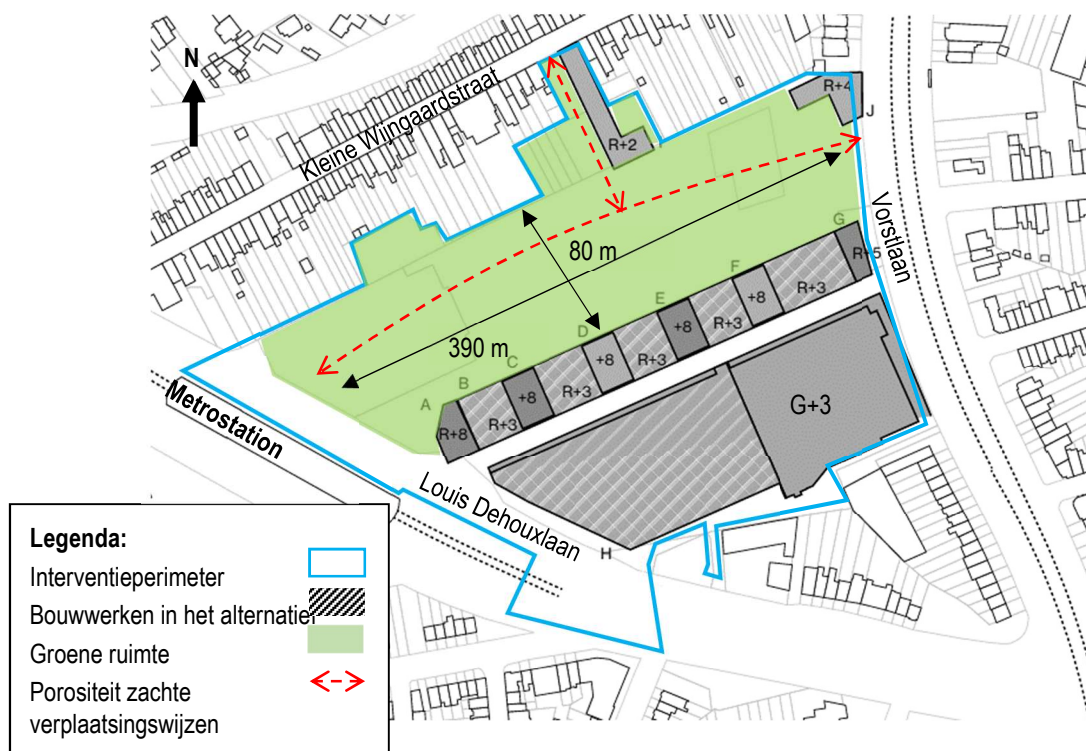 N
Kleine Wijngaardstraat
R+4
J
R+2
I
Vorstlaan
80 m
G
R+5
F
+8
R+3
E
+8
R+3
D
+8
R+3
390 m
C
+8
R+3
B
R+3
A
R+8
G+3
Metrostation
Louis Dehouxlaan
H
Legenda:
Interventieperimeter
Bouwwerken in het alternatief
Groene ruimte
Porositeit zachte
verplaatsingswijzen